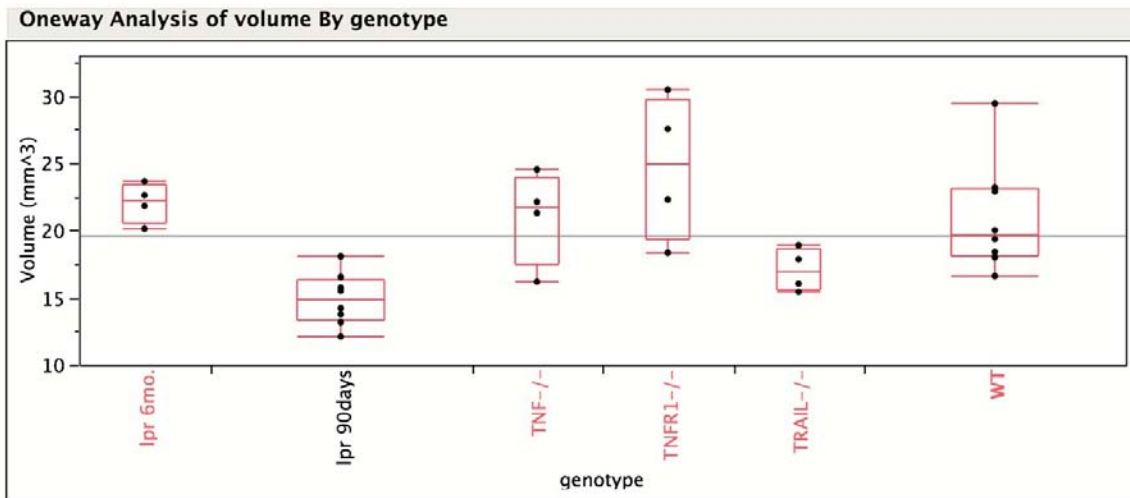 Oneway Analysis of volume By genotype
Volume (mm^3)
30
25
20
15
10
lpr 6mo.
lpr 90days
TNF-/-
TNFR1-/-
TRAIL-/-
WT
genotype